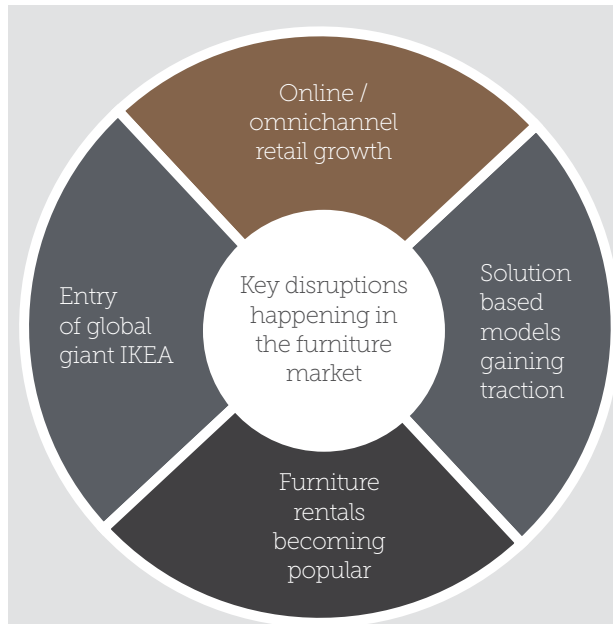 Online /
omnichannel
retail growth
Key disruptions
happening in
the furniture
market
Solution
based
models
gaining
traction
Furniture
rentals
becoming
popular
Entry
of global
giant IKEA